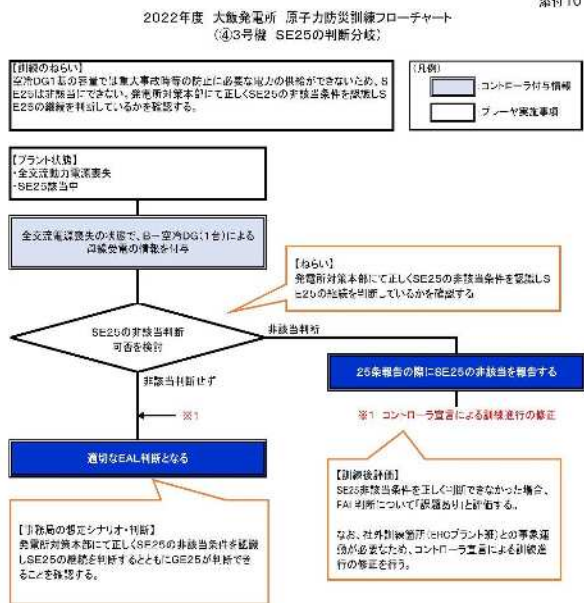 添付10
2022年度 大飯発電所 原子力防災訓練フローチャート
(④3号機 SE25の判断分岐)
【訓練のねらい】
空冷DG1基の容量では重大事故等の防止に必要な電力の供給ができないため、S
E25は非該当にできない。発電所対策本部にて正しくSE25の非該当条件を認識しS
E25の継続を判断しているかを確認する。
(凡例)
:コントローラ付与情報
:プレーヤ実施事項
【プラント状態】
・全交流動力電源喪失
・SE25該当中
全交流電源喪失の状態で、B-空冷DG(1台)による
母線受電の情報を付与
【ねらい】
発電所対策本部にて正しくSE25の非該当条件を認識しS
E25の継続を判断しているかを確認する
SE25の非該当判断
可否を検討
非該当判断
非該当判断せず
25条報告の際にSE25の非該当を報告する
※1
※1 コントローラ宣言による訓練進行の修正
適切なEAL判断となる
【訓練後評価】
SE25非該当条件を正しく判断できなかった場合、
EAL判断について「課題あり」と評価する。
なお、社外訓練箇所(ERCプラント班)との事象連
動が必要なため、コントローラ宣言による訓練進
行の修正を行う。
【事務局の想定シナリオ・判断】
発電所対策本部にて正しくSE25の非該当条件を認識
しSE25の継続を判断するとともにGE25が判断でき
ることを確認する。